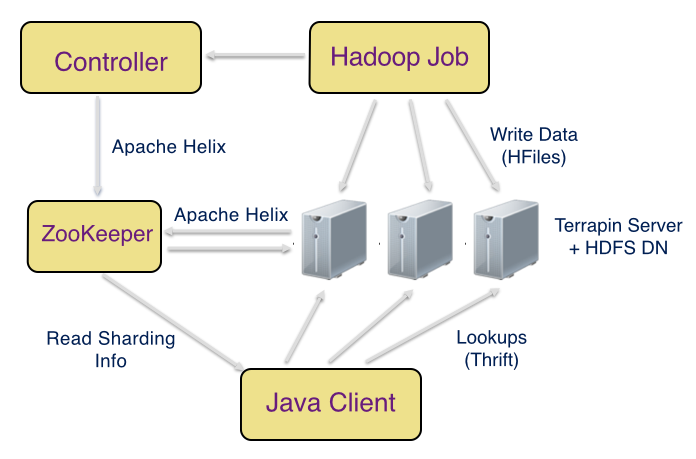 Controller
Hadoop Job
Apache Helix
Write Data
(HFiles)
ZooKeeper
Apache Helix
Terrapin Server
+ HDFS DN
Read Sharding
Info
Lookups
(Thrift)
Java Client